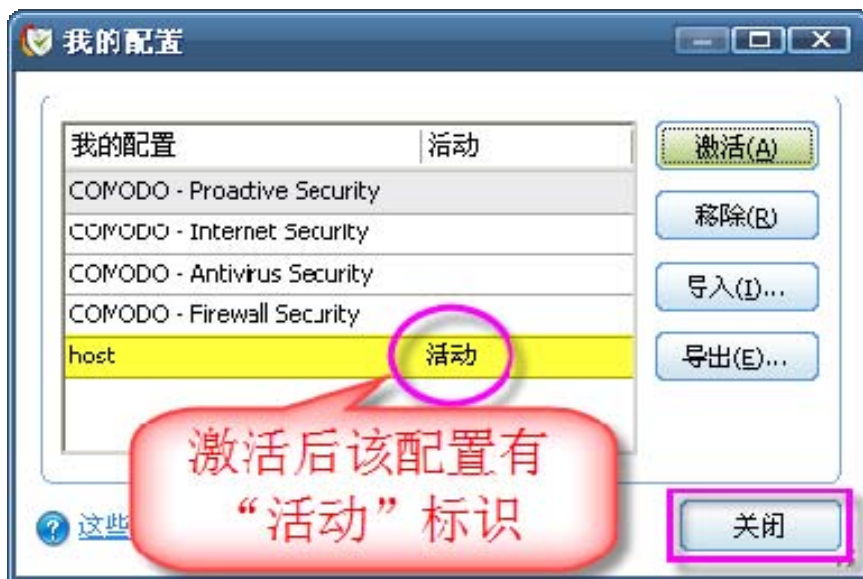 我的配置
我的配置 活动
激活(A)
COMODO - Proactive Security
移除(R)
COMODO - Internet Security
COMODO - Antivirus Security
导入(I)...
COMODO - Firewall Security
host 活动
导出(E)...
激活后该配置有
“活动”标识
这些
关闭